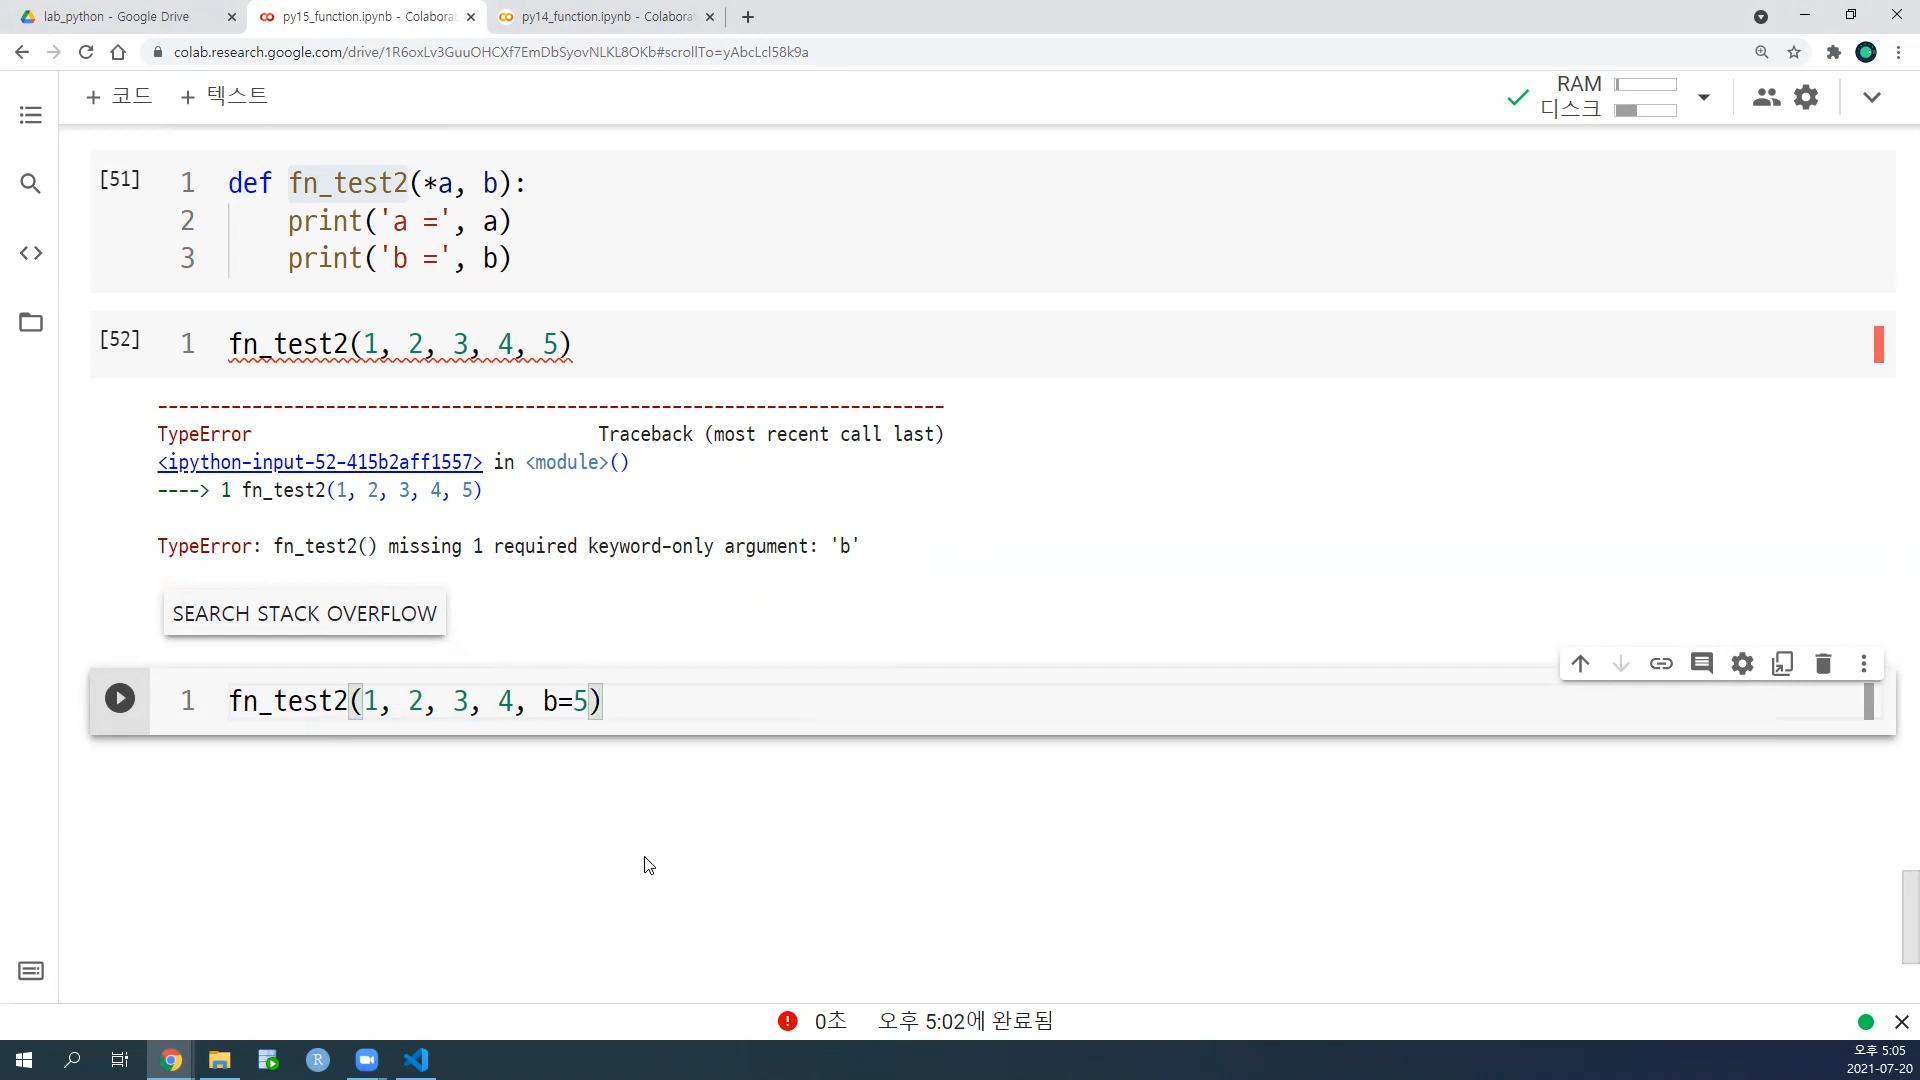 lab_python - Google Drive
py15_function.ipynb - Colabora
py14_function.ipynb - Colabora
colab.research.google.com/drive/1R6oxLv3GuuOHCXf7EmDbSyovNLKL8OKb#scrollTo=yAbcLcl58k9a
+ 코드 + 텍스트
RAM
디스크
[51] 1 def fn_test2(*a, b):
2 print('a =', a)
3 print('b =', b)
[52] 1 fn_test2(1, 2, 3, 4, 5)
---------------------------------------------------------------------------
TypeError Traceback (most recent call last)
<ipython-input-52-415b2aff1557> in <module>()
----> 1 fn_test2(1, 2, 3, 4, 5)
TypeError: fn_test2() missing 1 required keyword-only argument: 'b'
SEARCH STACK OVERFLOW
1 fn_test2(1, 2, 3, 4, b=5)
0초 오후 5:02에 완료됨
오후 5:05
2021-07-20